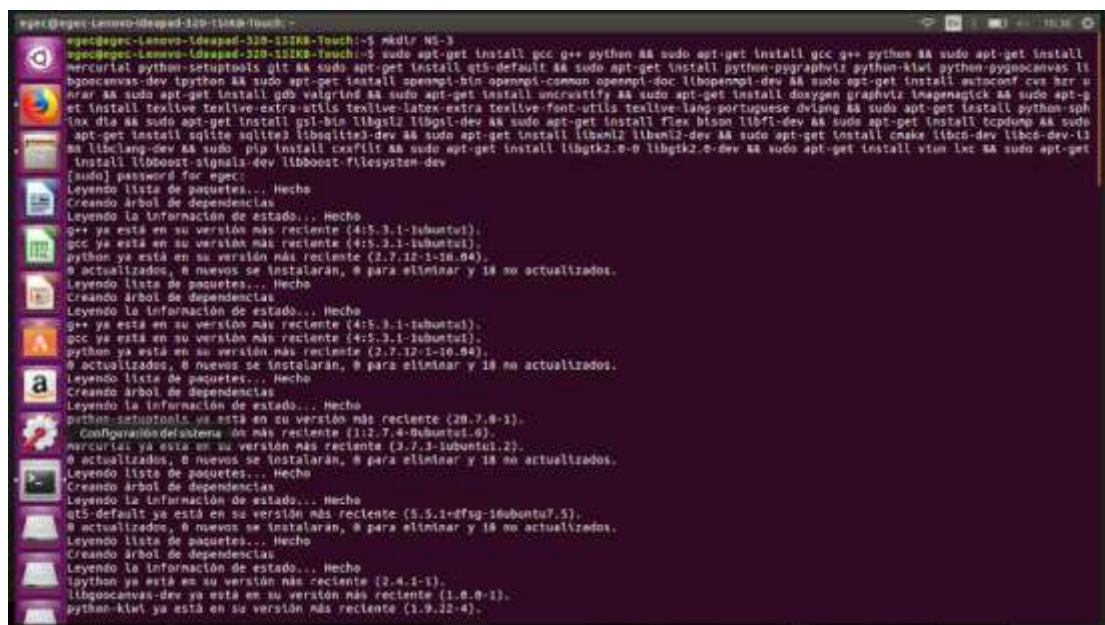 egec@egec-Lenovo-ideapad-320-15IKB-Touch: ~
16:36
egec@egec-Lenovo-ideapad-320-15IKB-Touch:~$ mkdir NS-3
egec@egec-Lenovo-ideapad-320-15IKB-Touch:~$ sudo apt-get install gcc g++ python && sudo apt-get install gcc g++ python && sudo apt-get install
mercurial python-setuptools git && sudo apt-get install qt5-default && sudo apt-get install python-pygraphviz python-kiwi python-pygoocanvas li
bgoocanvas-dev ipython && sudo apt-get install openmpi-bin openmpi-common openmpi-doc libopenmpi-dev && sudo apt-get install autoconf cvs bzr u
nrar && sudo apt-get install gdb valgrind && sudo apt-get install uncrustify && sudo apt-get install doxygen graphviz imagemagick && sudo apt-g
et install texlive texlive-extra-utils texlive-latex-extra texlive-font-utils texlive-lang-portuguese dvipng && sudo apt-get install python-sph
inx dia && sudo apt-get install gsl-bin libgsl2 libgsl-dev && sudo apt-get install flex bison libfl-dev && sudo apt-get install tcpdump && sudo
apt-get install sqlite sqlite3 libsqlite3-dev && sudo apt-get install libxml2 libxml2-dev && sudo apt-get install cmake libc6-dev libc6-dev-i3
&& libclang-dev && sudo pip install cxxfilt && sudo apt-get install libgtk2.0-0 libgtk2.0-dev && sudo apt-get install vtun lxc && sudo apt-get
install libboost-signals-dev libboost-filesystem-dev
[sudo] password for egec:
Leyendo lista de paquetes... Hecho
Creando árbol de dependencias
Leyendo la información de estado... Hecho
g++ ya está en su versión más reciente (4:5.3.1-1ubuntu1).
gcc ya está en su versión más reciente (4:5.3.1-1ubuntu1).
python ya está en su versión más reciente (2.7.12-1~16.04).
0 actualizados, 0 nuevos se instalarán, 0 para eliminar y 18 no actualizados.
Leyendo lista de paquetes... Hecho
Creando árbol de dependencias
Leyendo la información de estado... Hecho
g++ ya está en su versión más reciente (4:5.3.1-1ubuntu1).
gcc ya está en su versión más reciente (4:5.3.1-1ubuntu1).
python ya está en su versión más reciente (2.7.12-1~16.04).
0 actualizados, 0 nuevos se instalarán, 0 para eliminar y 18 no actualizados.
Leyendo lista de paquetes... Hecho
Creando árbol de dependencias
Leyendo la información de estado... Hecho
python-setuptools ya está en su versión más reciente (20.7.0-1).
Configuración del sistema
ón más reciente (1:2.7.4-0ubuntu1.6).
mercurial ya está en su versión más reciente (3.7.3-1ubuntu1.2).
0 actualizados, 0 nuevos se instalarán, 0 para eliminar y 18 no actualizados.
Leyendo lista de paquetes... Hecho
Creando árbol de dependencias
Leyendo la información de estado... Hecho
qt5-default ya está en su versión más reciente (5.5.1+dfsg-16ubuntu7.5).
0 actualizados, 0 nuevos se instalarán, 0 para eliminar y 18 no actualizados.
Leyendo lista de paquetes... Hecho
Creando árbol de dependencias
Leyendo la información de estado... Hecho
ipython ya está en su versión más reciente (2.4.1-1).
libgoocanvas-dev ya está en su versión más reciente (1.0.0-1).
python-kiwi ya está en su versión más reciente (1.9.22-4).